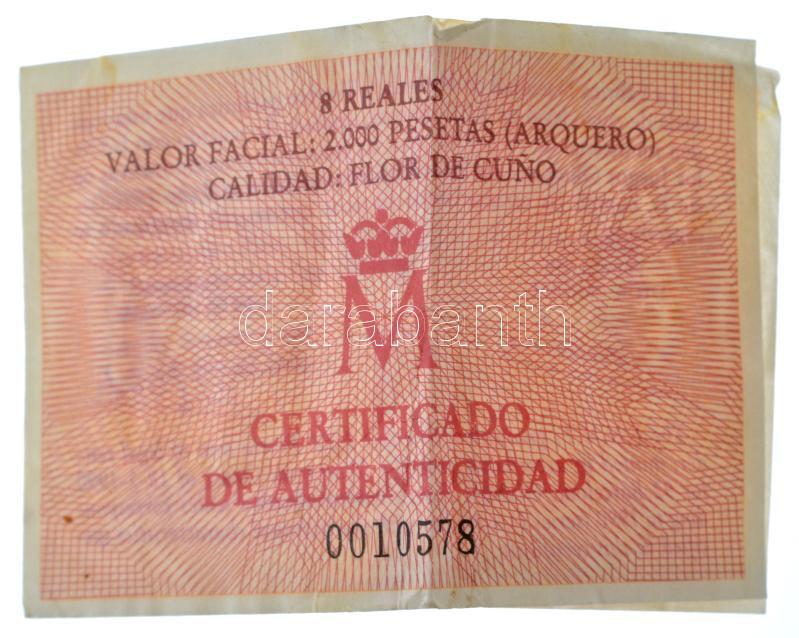 8 REALES
VALOR FACIAL: 2.000 PESETAS (ARQUERO)
CALIDAD: FLOR DE CUÑO
M
darabanth
CERTIFICADO
DE AUTENTICIDAD
0010578